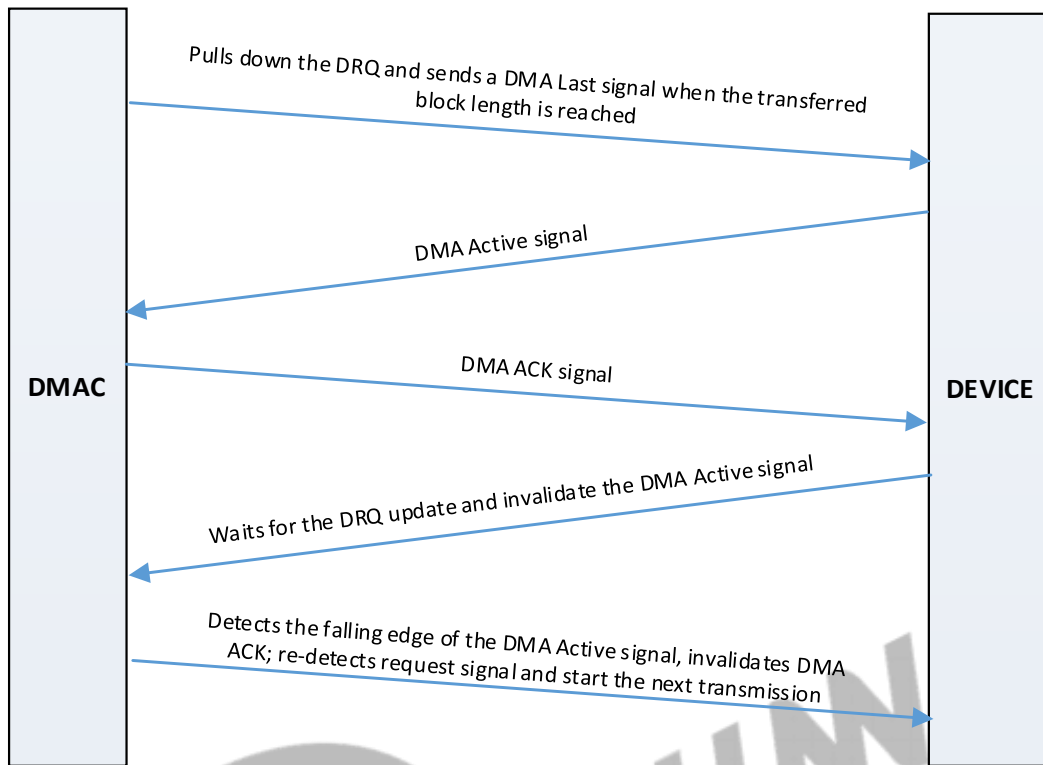 Pulls down the DRQ and sends a DMA Last signal when the transferred
block length is reached
DMA Active signal
DMA ACK signal
DMAC
DEVICE
Waits for the DRQ update and invalidate the DMA Active signal
Detects the falling edge of the DMA Active signal, invalidates DMA
ACK; re-detects request signal and start the next transmission